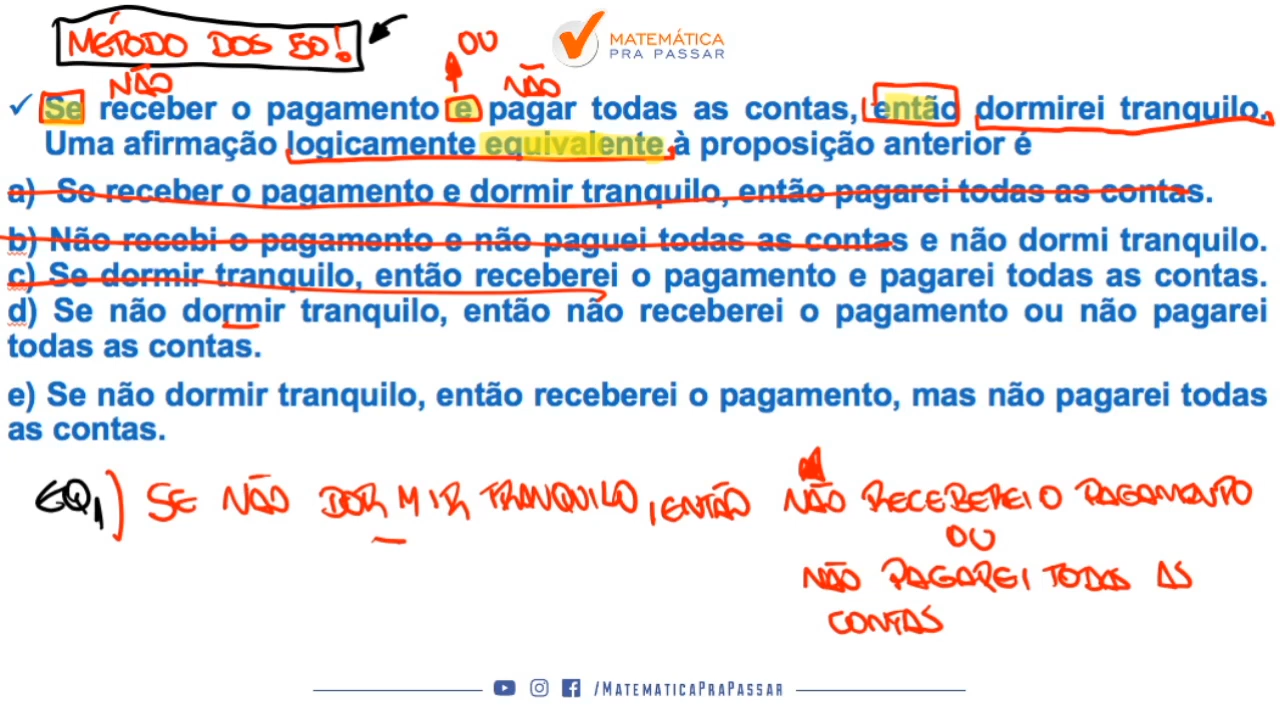 MÉTODO DOS 50!
OU
MATEMÁTICA
PRA PASSAR
NÃO
NÃO
✓ Se receber o pagamento e pagar todas as contas, então dormirei tranquilo.
Uma afirmação logicamente equivalente à proposição anterior é
a) Se receber o pagamento e dormir tranquilo, então pagarei todas as contas.
b) Não recebi o pagamento e não paguei todas as contas e não dormi tranquilo.
c) Se dormir tranquilo, então receberei o pagamento e pagarei todas as contas.
d) Se não dormir tranquilo, então não receberei o pagamento ou não pagarei
todas as contas.
e) Se não dormir tranquilo, então receberei o pagamento, mas não pagarei todas
as contas.
EQ1) SE NÃO DORMIR TRANQUILO, ENTÃO NÃO RECEBEREI O PAGAMENTO
OU
NÃO PAGAREI TODAS AS
CONTAS
/MATEMATICAPRAPASSAR